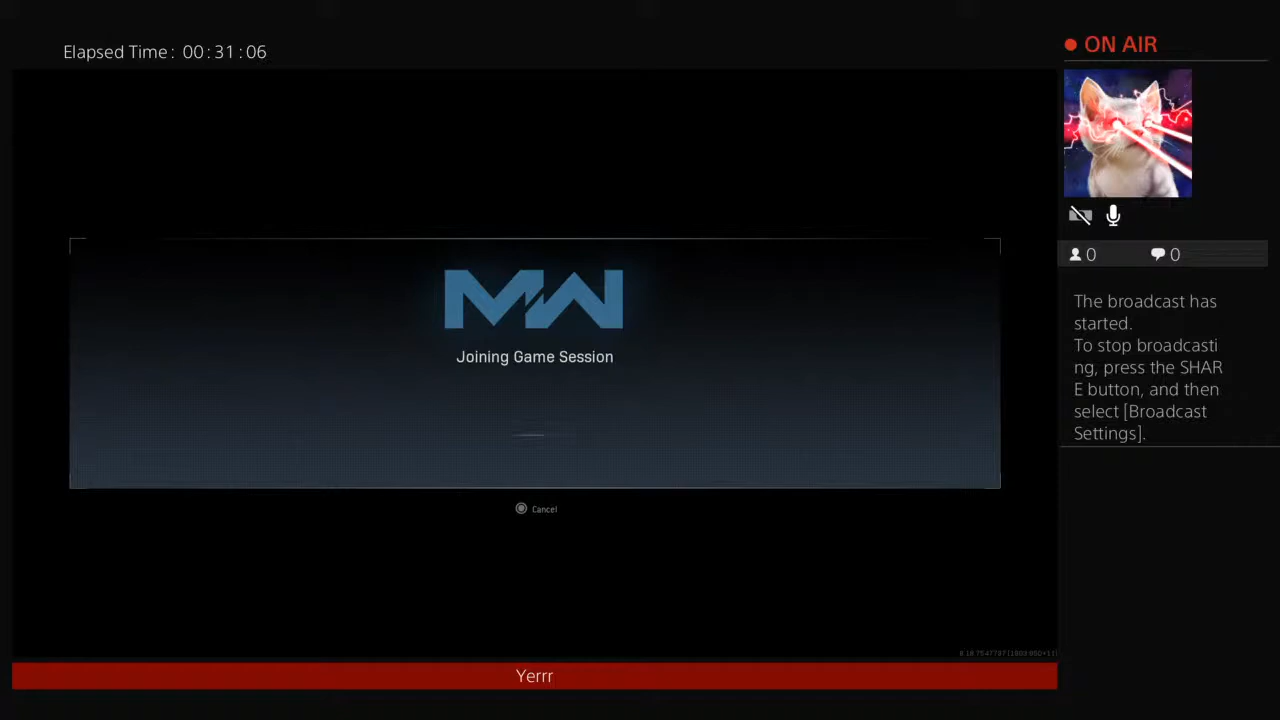 Elapsed Time: 00:31:06
ON AIR
0 0
The broadcast has
started.
To stop broadcasti
ng, press the SHAR
E button, and then
select [Broadcast
Settings].
MW
Joining Game Session
Cancel
Yerrr